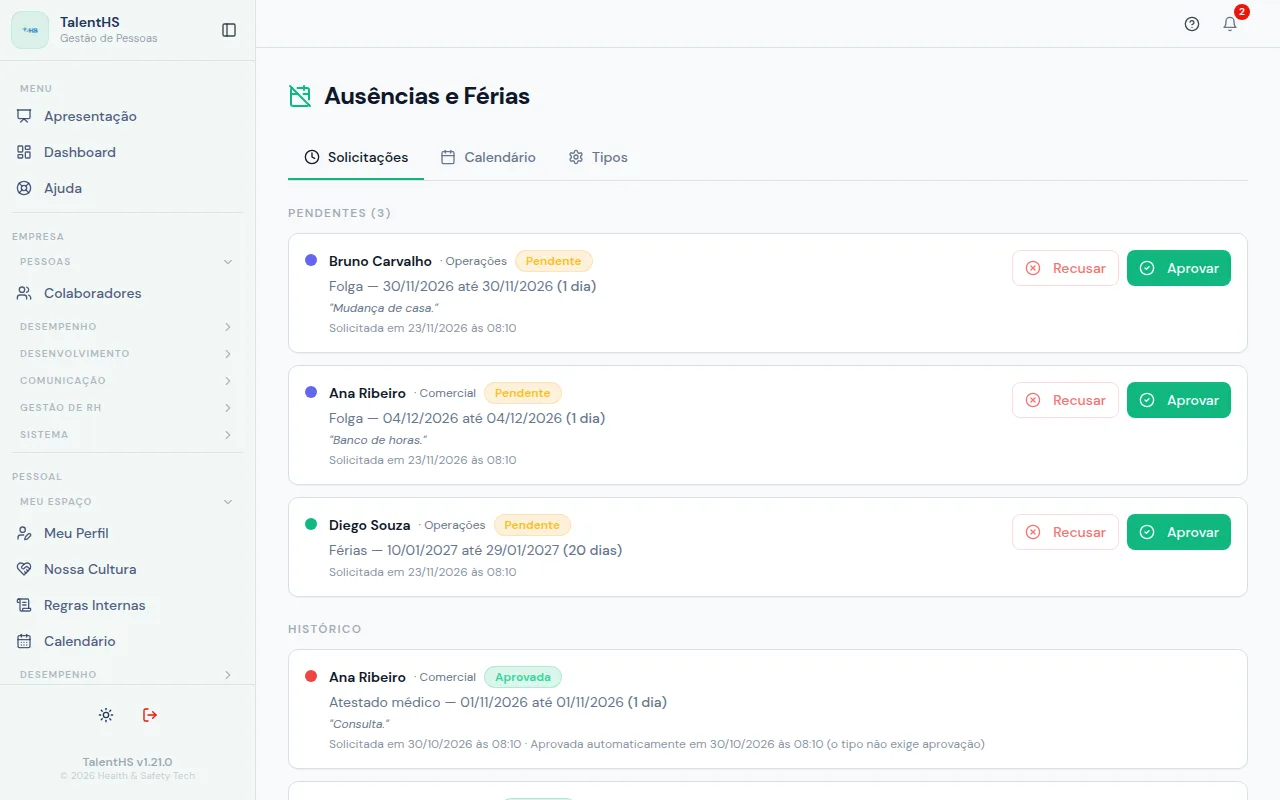 HS
TalentHS
Gestão de Pessoas
2
MENU
Apresentação
Dashboard
Ajuda
EMPRESA
PESSOAS
Colaboradores
DESEMPENHO
DESENVOLVIMENTO
COMUNICAÇÃO
GESTÃO DE RH
SISTEMA
PESSOAL
MEU ESPAÇO
Meu Perfil
Nossa Cultura
Regras Internas
Calendário
DESEMPENHO
TalentHS v1.21.0
© 2026 Health & Safety Tech
Ausências e Férias
Solicitações Calendário Tipos
PENDENTES (3)
Bruno Carvalho · Operações Pendente Recusar Aprovar
Folga — 30/11/2026 até 30/11/2026 (1 dia)
"Mudança de casa."
Solicitada em 23/11/2026 às 08:10
Ana Ribeiro · Comercial Pendente Recusar Aprovar
Folga — 04/12/2026 até 04/12/2026 (1 dia)
"Banco de horas."
Solicitada em 23/11/2026 às 08:10
Diego Souza · Operações Pendente Recusar Aprovar
Férias — 10/01/2027 até 29/01/2027 (20 dias)
Solicitada em 23/11/2026 às 08:10
HISTÓRICO
Ana Ribeiro · Comercial Aprovada
Atestado médico — 01/11/2026 até 01/11/2026 (1 dia)
"Consulta."
Solicitada em 30/10/2026 às 08:10 · Aprovada automaticamente em 30/10/2026 às 08:10 (o tipo não exige aprovação)